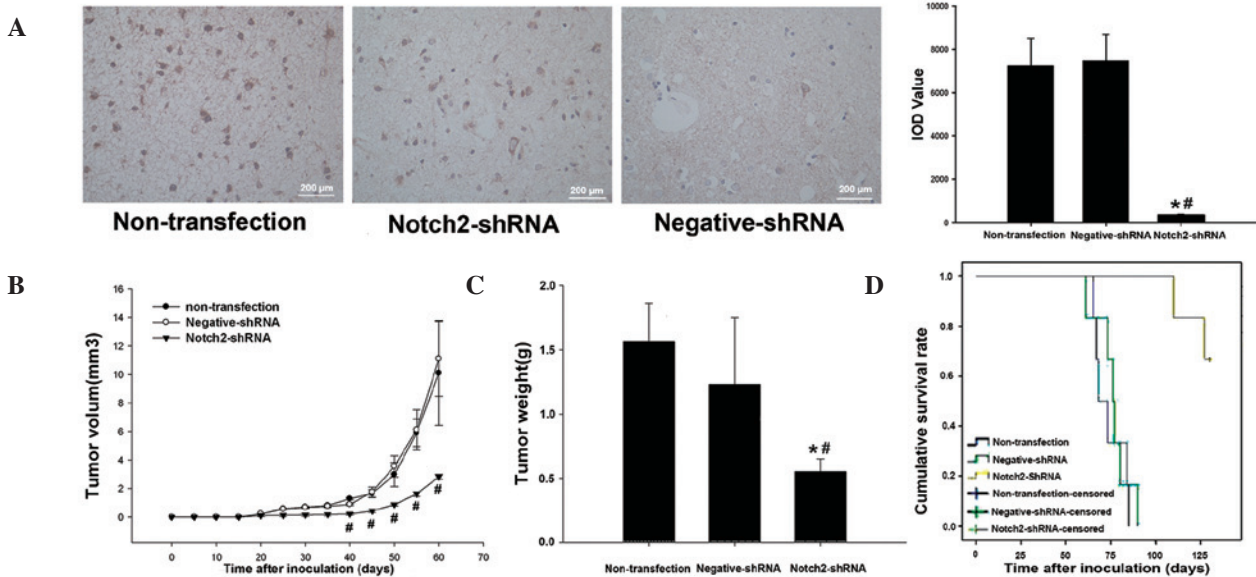 A
200 µm
200 µm
200 µm
Non-transfection
Notch2-shRNA
Negative-shRNA
IOD Value
10000
8000
6000
4000
2000
0
Non-transfection Negative-shRNA Notch2-shRNA
*#
B
Tumor volum(mm3)
16
14
12
10
8
6
4
2
0
non-transfection
Negative-shRNA
Notch2-shRNA
# # # # #
0 10 20 30 40 50 60 70
Time after inoculation (days)
C
Tumor weight(g)
2.0
1.5
1.0
0.5
0.0
*#
Non-transfection Negative-shRNA Notch2-shRNA
D
Cumulative survival rate
1.0
0.8
0.6
0.4
0.2
0.0
Non-transfection
Negative-shRNA
Notch2-ShRNA
Non-transfection-censored
Negative-shRNA-censored
Notch2-shRNA-censored
0 25 50 75 100 125
Time after inoculation (days)